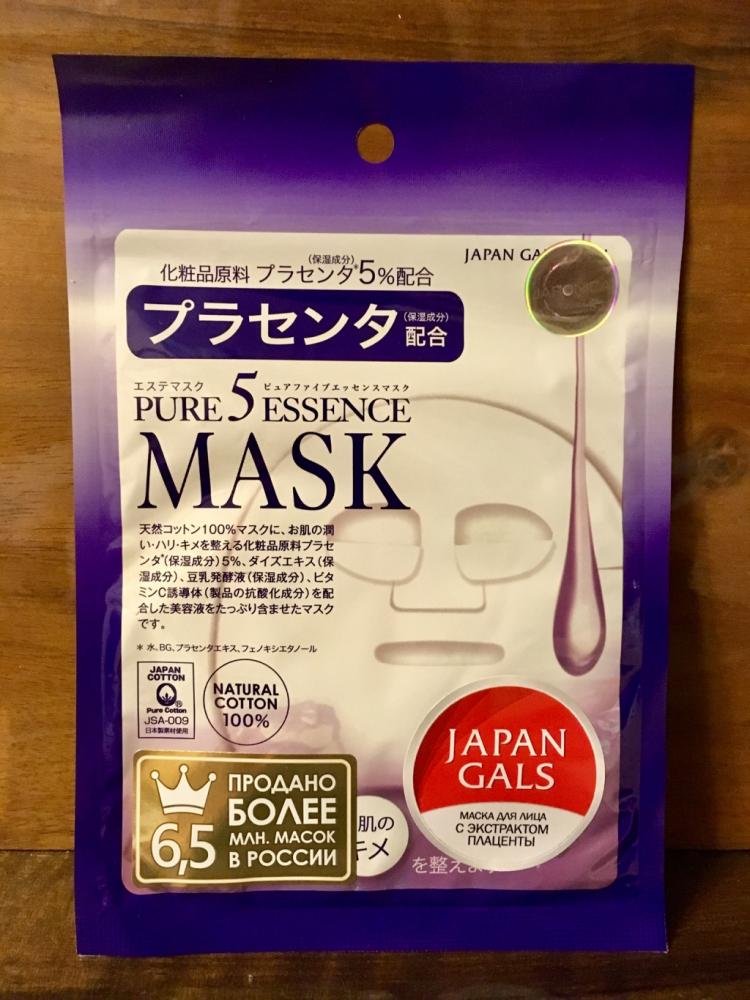 JAPAN
(保湿成分)
化粧品原料 プラセンタ*5%配合
プラセンタ (保湿成分)
配合
エステマスク ピュアファイブエッセンスマスク
PURE 5 ESSENCE
MASK
天然コットン100%マスクに、お肌の潤
い・ハリ・キメを整える化粧品原料プラセ
ンタ*(保湿成分)5%、ダイズエキス(保
湿成分)、豆乳発酵液(保湿成分)、ビタ
ミンC誘導体(製品の抗酸化成分)を配
合した美容液をたっぷり含ませたマスク
です。
* 水、BG、プラセンタエキス、フェノキシエタノール
JAPAN
COTTON
®
Pure Cotton
JSA-009
日本製素材使用
NATURAL
COTTON
100%
JAPAN
GALS
МАСКА ДЛЯ ЛИЦА
С ЭКСТРАКТОМ
ПЛАЦЕНТЫ
6,5
ПРОДАНО
БОЛЕЕ
МЛН. МАСОК
В РОССИИ
肌の
キメ
を整え